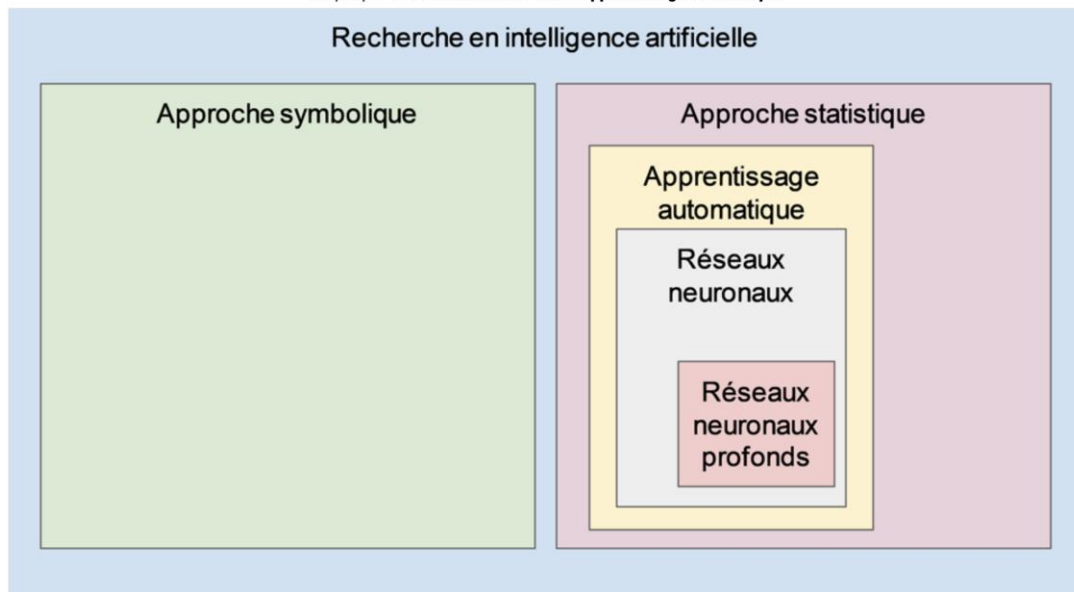 Recherche en intelligence artificielle
Approche symbolique
Approche statistique
Apprentissage
automatique
Réseaux
neuronaux
Réseaux
neuronaux
profonds